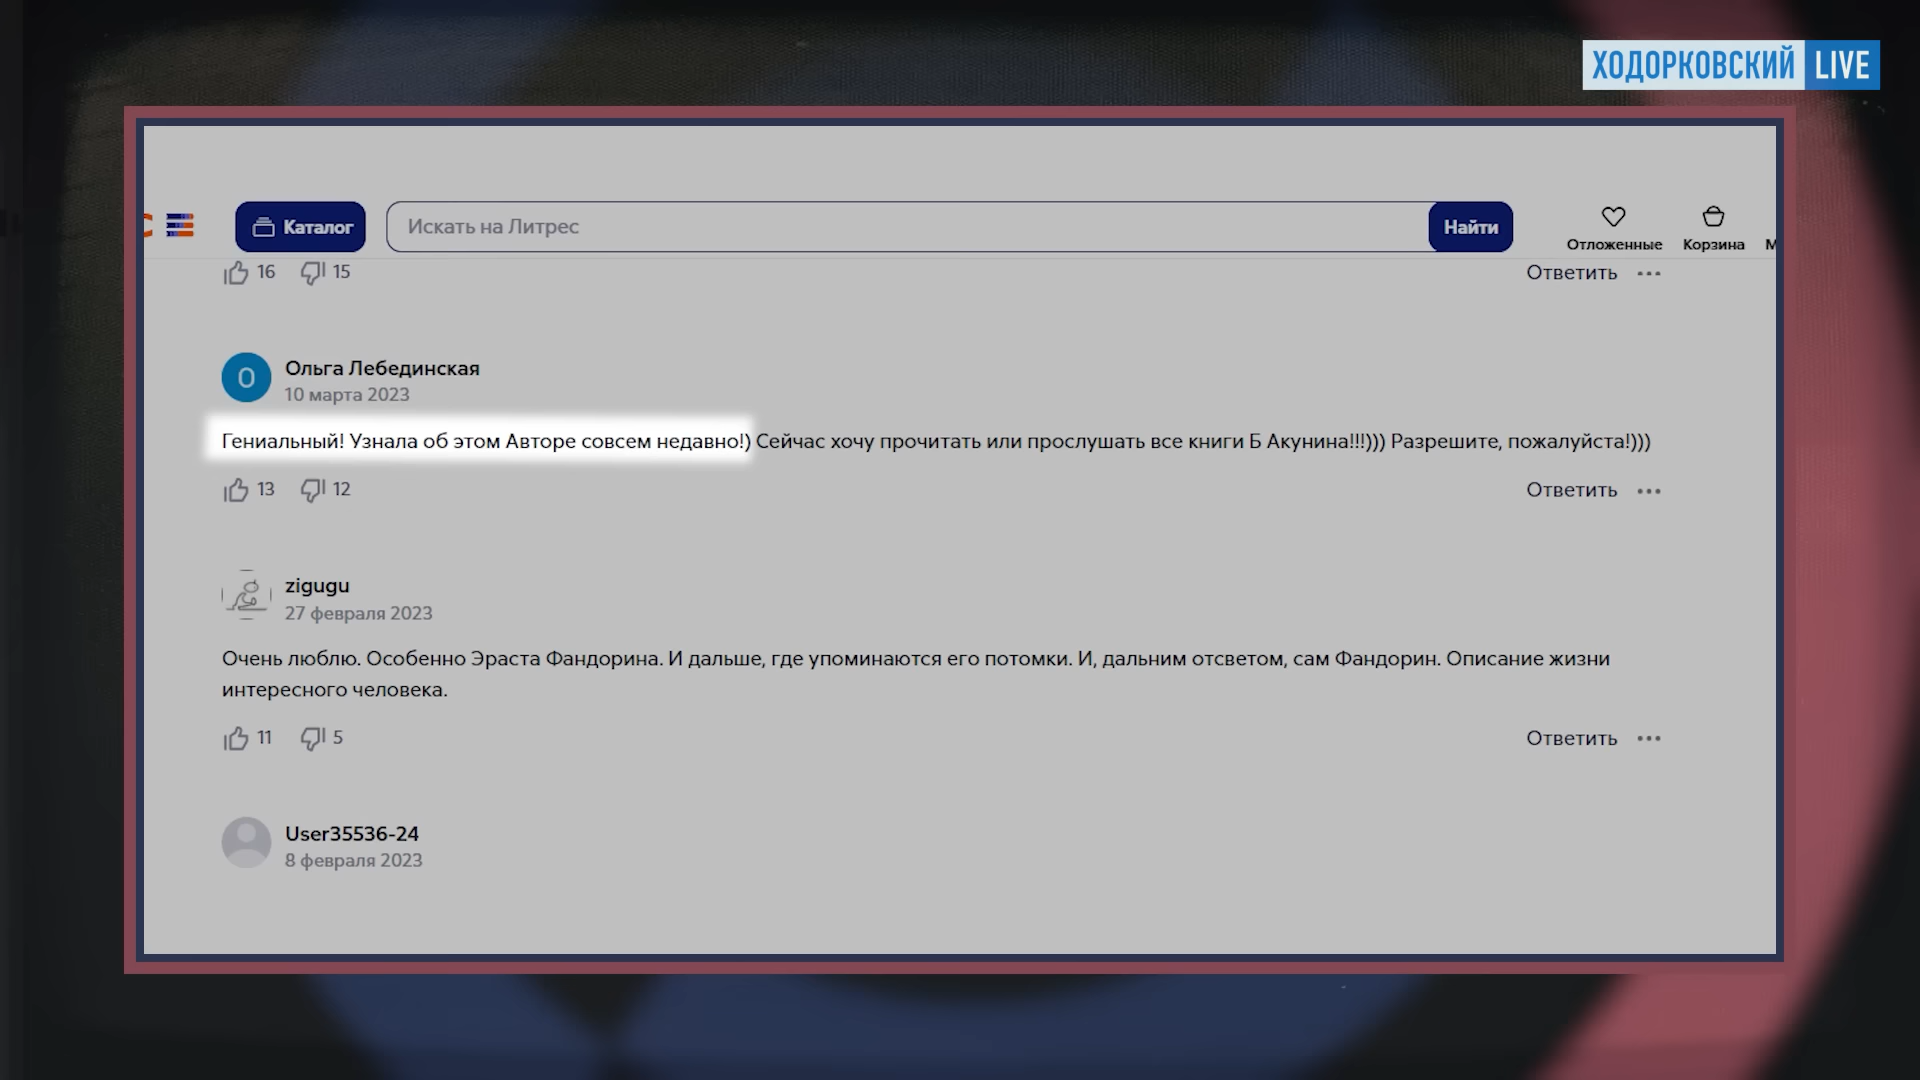 ХОДОРКОВСКИЙ LIVE
Каталог
Искать на Литрес
Найти
Отложенные
Корзина
16 15
Ответить
О
Ольга Лебединская
10 марта 2023
Гениальный! Узнала об этом Авторе совсем недавно!) Сейчас хочу прочитать или прослушать все книги Б Акунина!!!))) Разрешите, пожалуйста!)))
13 12
Ответить
zigugu
27 февраля 2023
Очень люблю. Особенно Эраста Фандорина. И дальше, где упоминаются его потомки. И, дальним отсветом, сам Фандорин. Описание жизни
интересного человека.
11 5
Ответить
User35536-24
8 февраля 2023